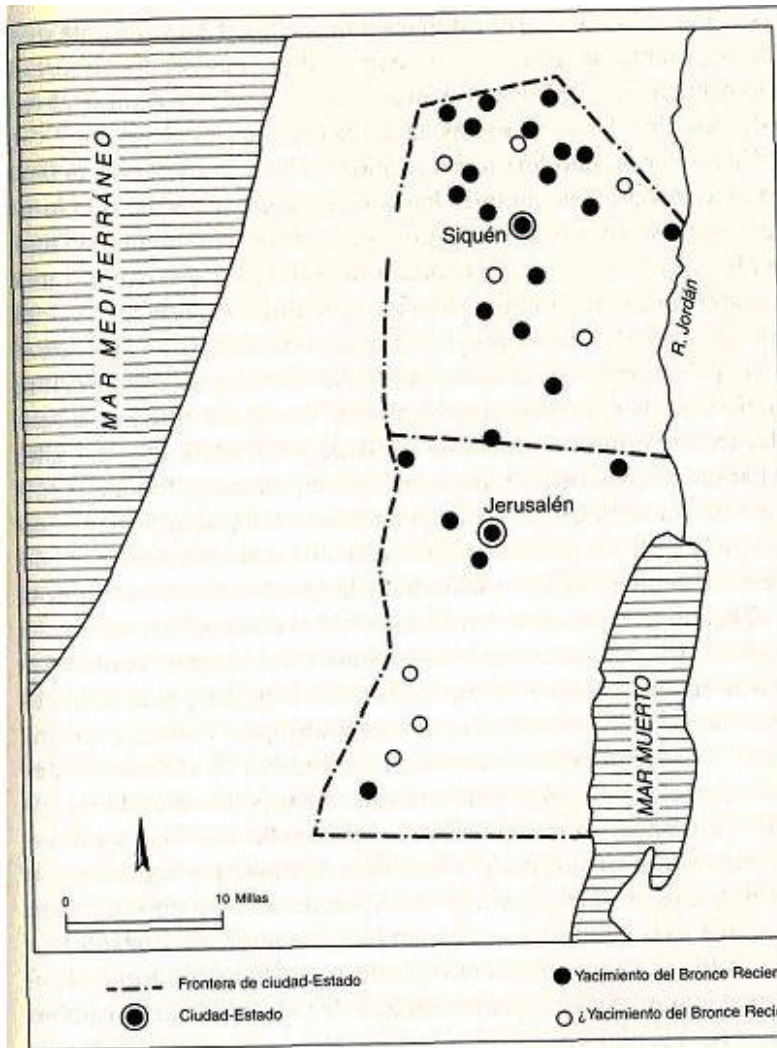 MAR MEDITERRÁNEO
Siquén
R. Jordán
Jerusalén
MAR MUERTO
0 10 Millas
Frontera de ciudad-Estado
Ciudad-Estado
Yacimiento del Bronce Recien
¿Yacimiento del Bronce Recie